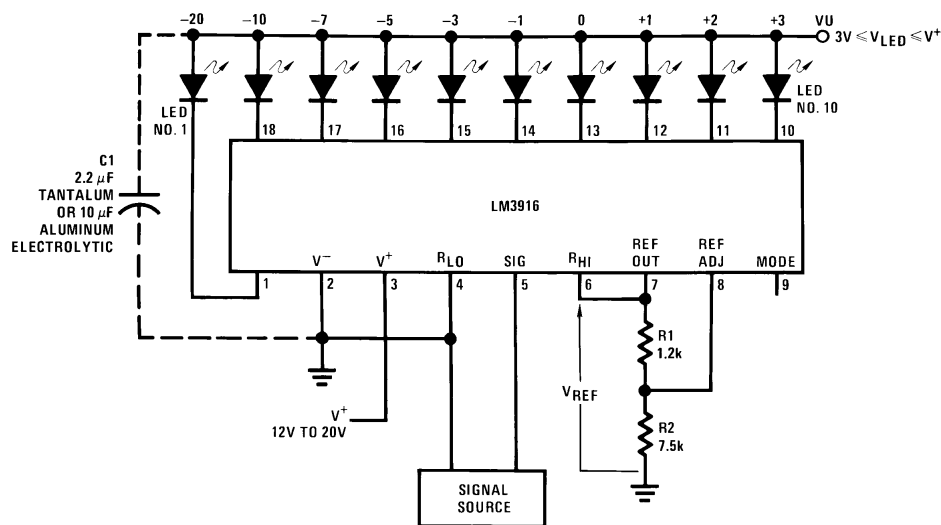 −20 −10 −7 −5 −3 −1 0 +1 +2 +3 VU
3V ≤ V_LED ≤ V+
LED
NO. 1
LED
NO. 10
18 17 16 15 14 13 12 11 10
C1
2.2 μF
TANTALUM
OR 10 μF
ALUMINUM
ELECTROLYTIC
LM3916
V− V+ RLO SIG RHI REF OUT REF ADJ MODE
1 2 3 4 5 6 7 8 9
R1
1.2k
VREF
V+
12V TO 20V
R2
7.5k
SIGNAL
SOURCE